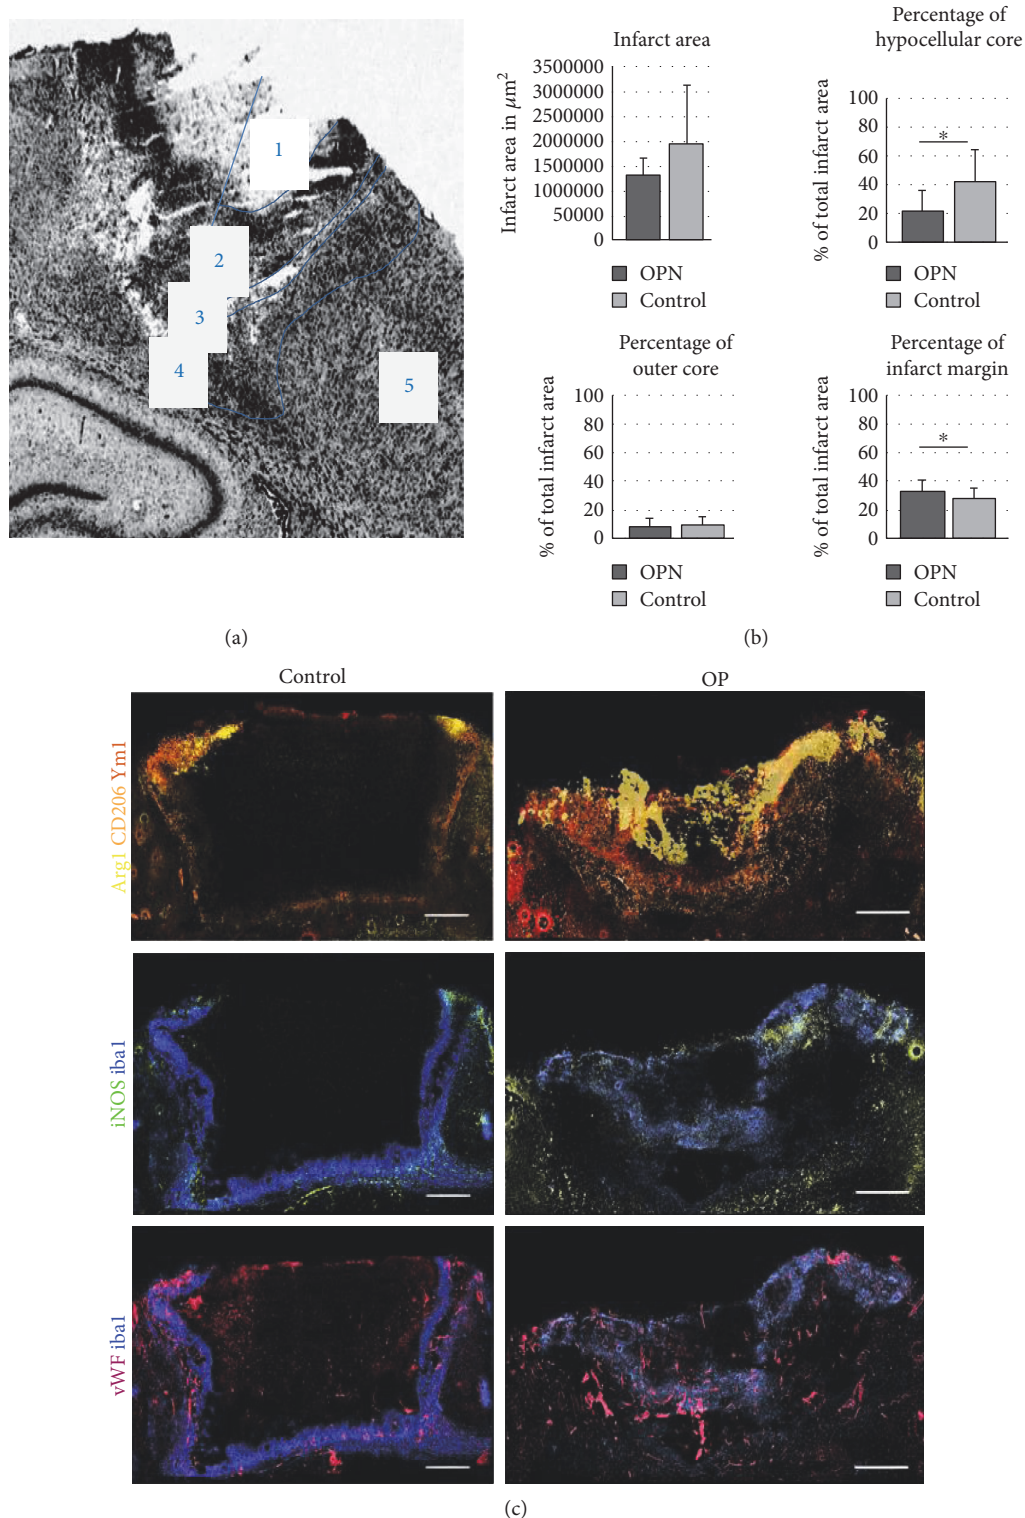 (a)
1
2
3
4
5
Infarct area
Infarct area in μm²
3500000
3000000
2500000
2000000
1500000
1000000
50000
0
OPN
Control
Percentage of
hypocellular core
% of total infarct area
100
80
60
40
20
0
*
OPN
Control
Percentage of
outer core
% of total infarct area
100
80
60
40
20
0
OPN
Control
Percentage of
infarct margin
% of total infarct area
100
80
60
40
20
0
*
OPN
Control
(b)
Control
OP
Arg1 CD206 Ym1
iNOS iba1
vWF iba1
(c)